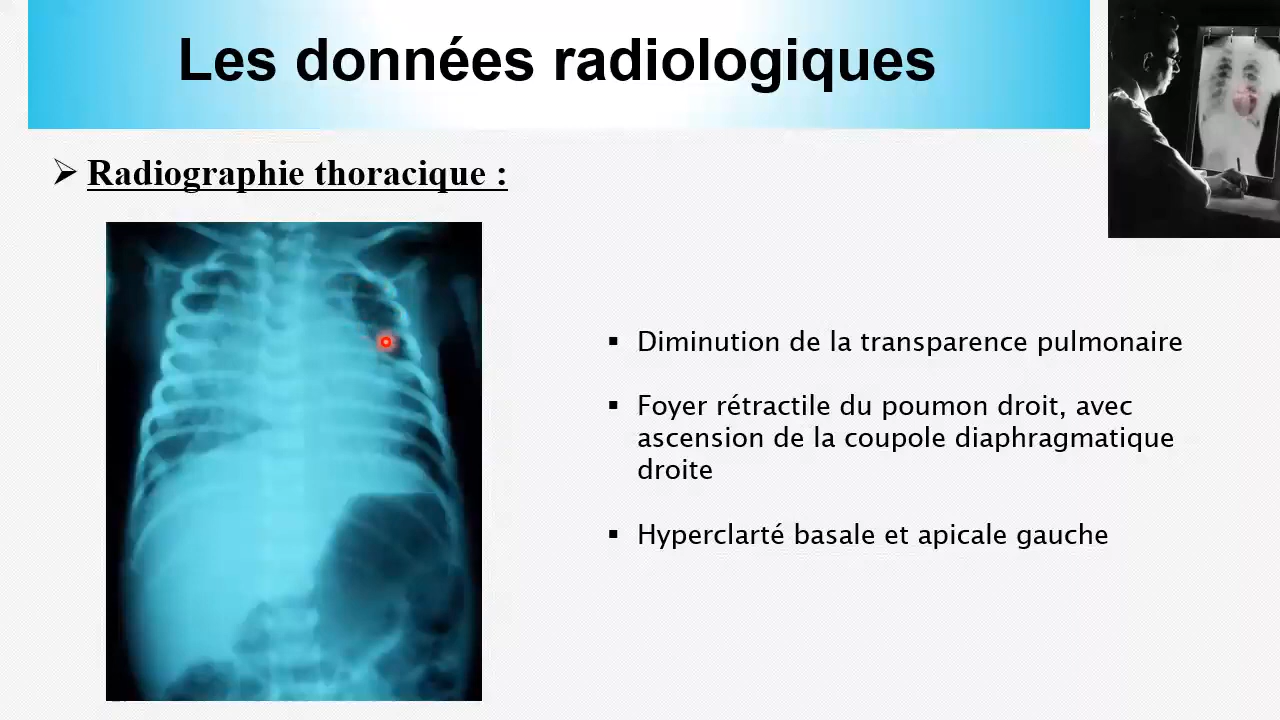 Les données radiologiques
Radiographie thoracique :
Diminution de la transparence pulmonaire
Foyer rétractile du poumon droit, avec
ascension de la coupole diaphragmatique
droite
Hyperclarté basale et apicale gauche